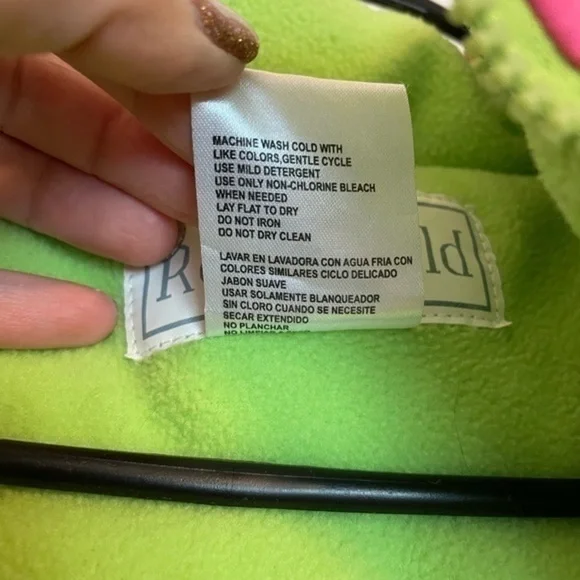 MACHINE WASH COLD WITH
LIKE COLORS,GENTLE CYCLE
USE MILD DETERGENT
USE ONLY NON-CHLORINE BLEACH
WHEN NEEDED
LAY FLAT TO DRY
DO NOT IRON
DO NOT DRY CLEAN
LAVAR EN LAVADORA CON AGUA FRIA CON
COLORES SIMILARES CICLO DELICADO
JABON SUAVE
USAR SOLAMENTE BLANQUEADOR
SIN CLORO CUANDO SE NECESITE
SECAR EXTENDIDO
NO PLANCHAR